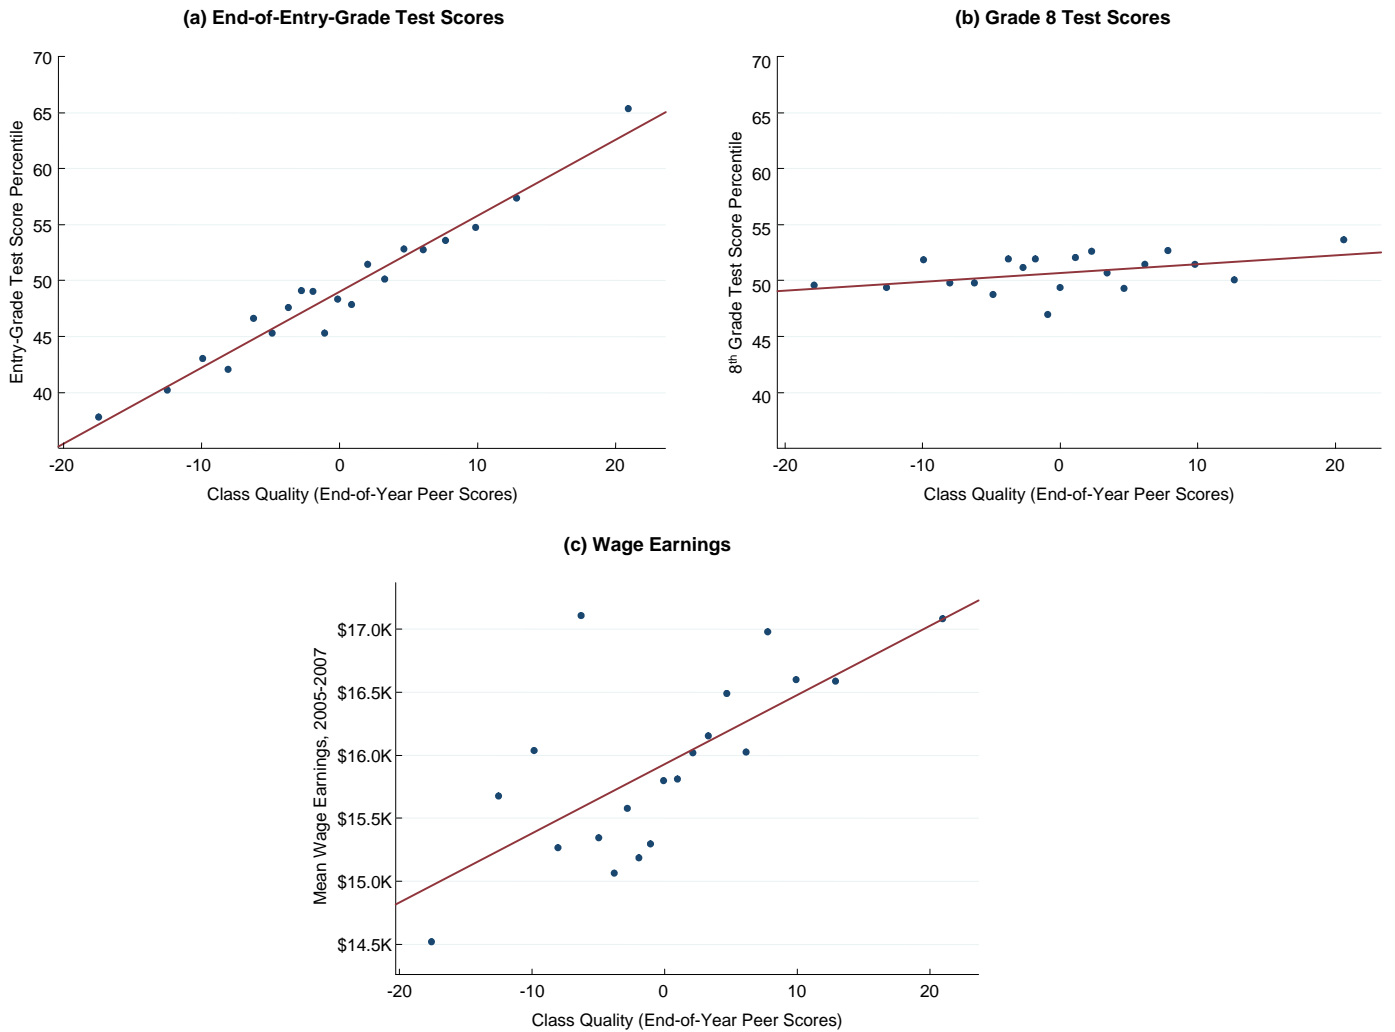 (a) End-of-Entry-Grade Test Scores
70
65
60
55
50
45
40
Entry-Grade Test Score Percentile
-20 -10 0 10 20
Class Quality (End-of-Year Peer Scores)
(b) Grade 8 Test Scores
70
65
60
55
50
45
40
8th Grade Test Score Percentile
-20 -10 0 10 20
Class Quality (End-of-Year Peer Scores)
(c) Wage Earnings
$17.0K
$16.5K
$16.0K
$15.5K
$15.0K
$14.5K
Mean Wage Earnings, 2005-2007
-20 -10 0 10 20
Class Quality (End-of-Year Peer Scores)